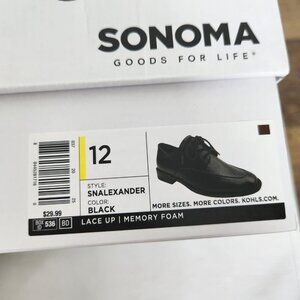 SONOMA
GOODS FOR LIFE
12
STYLE:
SNALEXANDER
COLOR:
BLACK
LACE UP | MEMORY FOAM
MORE SIZES. MORE COLORS. KOHLS.COM.
$29.99
536
BD